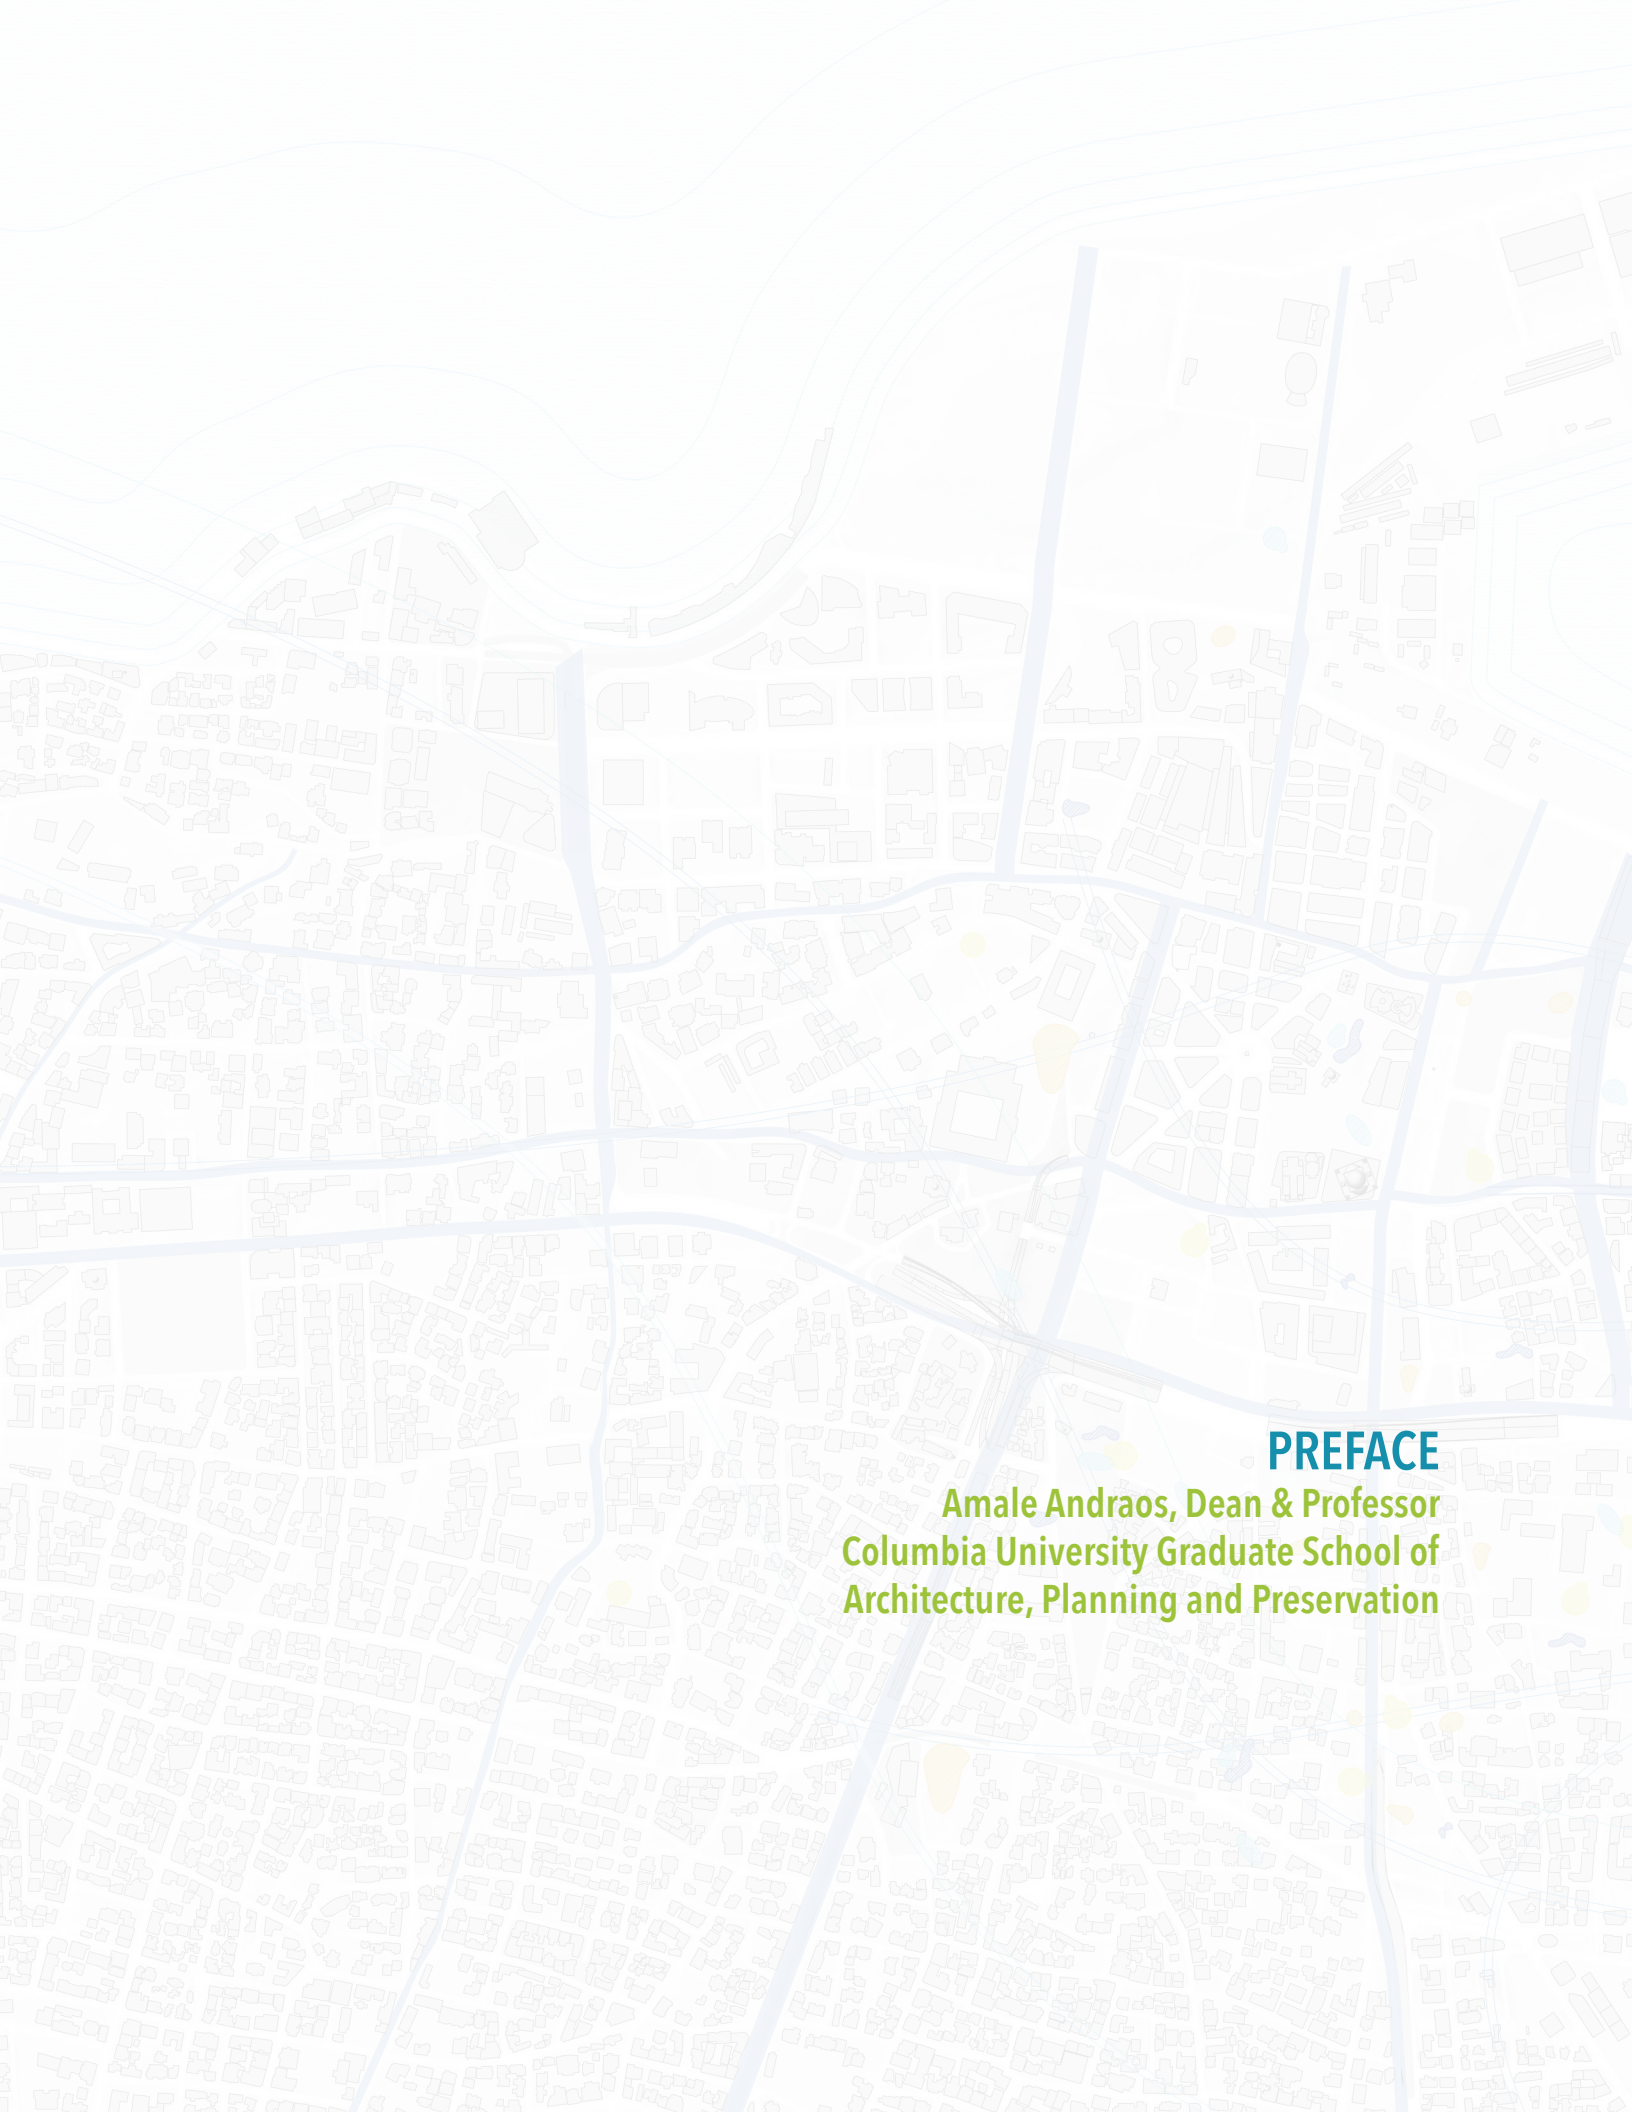 PREFACE
Amale Andraos, Dean & Professor
Columbia University Graduate School of
Architecture, Planning and Preservation